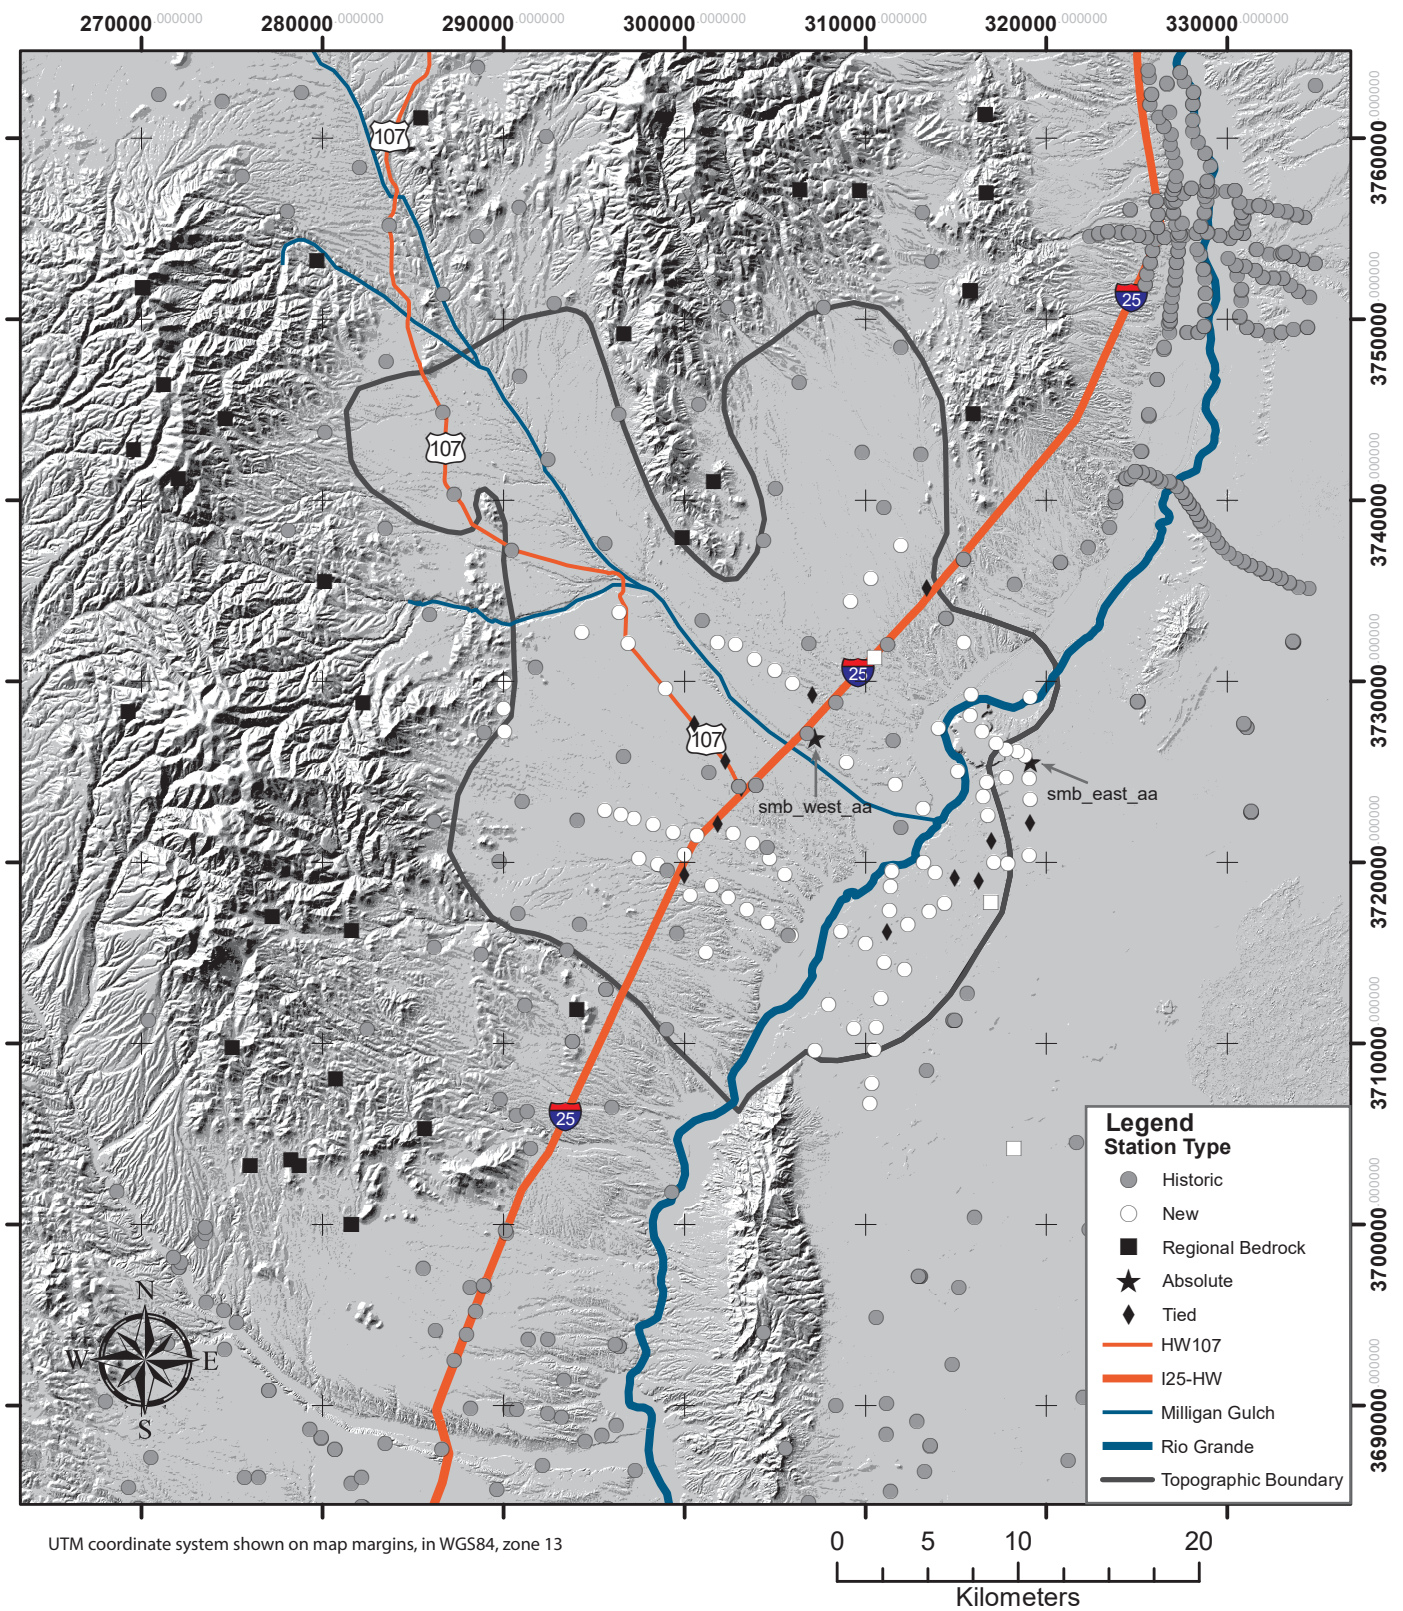 270000.000000 280000.000000 290000.000000 300000.000000 310000.000000 320000.000000 330000.000000
3760000.000000
3750000.000000
3740000.000000
3730000.000000
3720000.000000
3710000.000000
3700000.000000
3690000.000000
107
25
107
25
107
smb_west_aa
smb_east_aa
25
N
W E
S
Legend
Station Type
Historic
New
Regional Bedrock
Absolute
Tied
HW107
I25-HW
Milligan Gulch
Rio Grande
Topographic Boundary
UTM coordinate system shown on map margins, in WGS84, zone 13
0 5 10 20
Kilometers